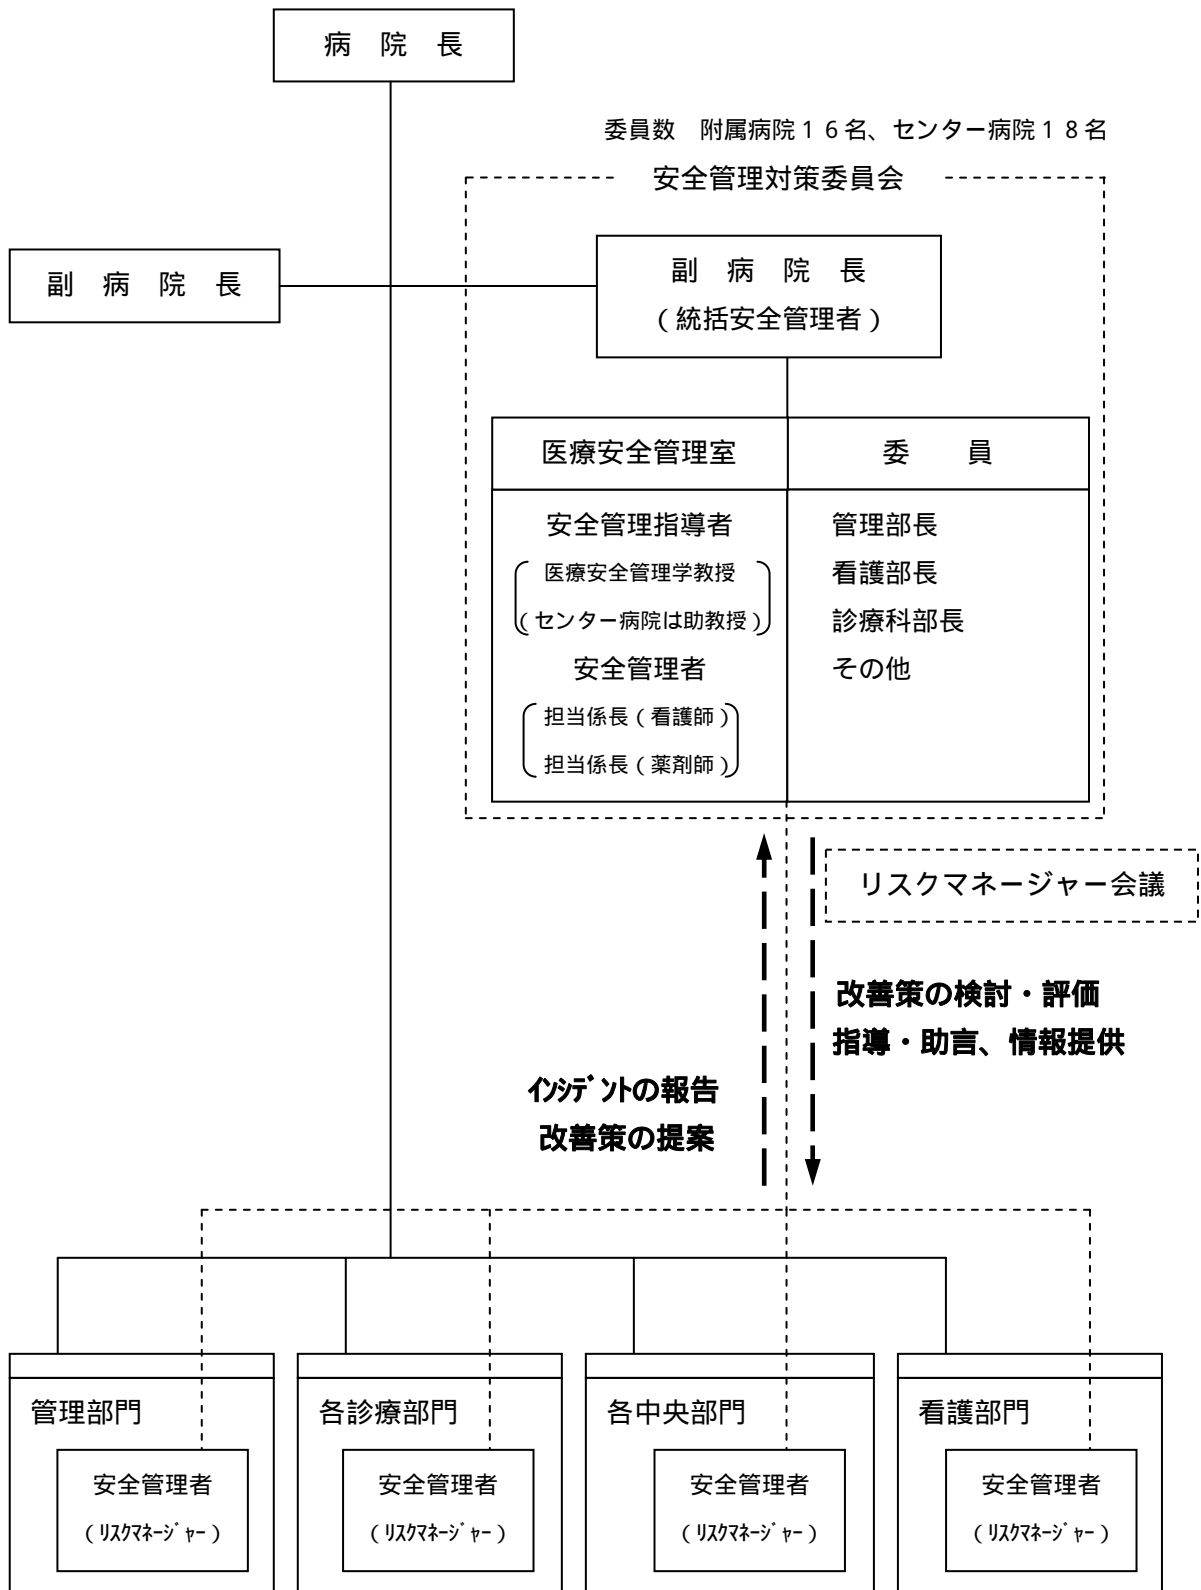 病　院　長
委員数　附属病院１６名、センター病院１８名
安全管理対策委員会
副　病　院　長
副　病　院　長
（統括安全管理者）
医療安全管理室
委　　員
安全管理指導者
医療安全管理学教授
（センター病院は助教授）
安全管理者
担当係長（看護師）
担当係長（薬剤師）
管理部長
看護部長
診療科部長
その他
リスクマネージャー会議
改善策の検討・評価
指導・助言、情報提供
ｲﾝｼﾃﾞﾝﾄの報告
改善策の提案
管理部門
安全管理者
（ﾘｽｸﾏﾈｰｼﾞｬｰ）
各診療部門
安全管理者
（ﾘｽｸﾏﾈｰｼﾞｬｰ）
各中央部門
安全管理者
（ﾘｽｸﾏﾈｰｼﾞｬｰ）
看護部門
安全管理者
（ﾘｽｸﾏﾈｰｼﾞｬｰ）